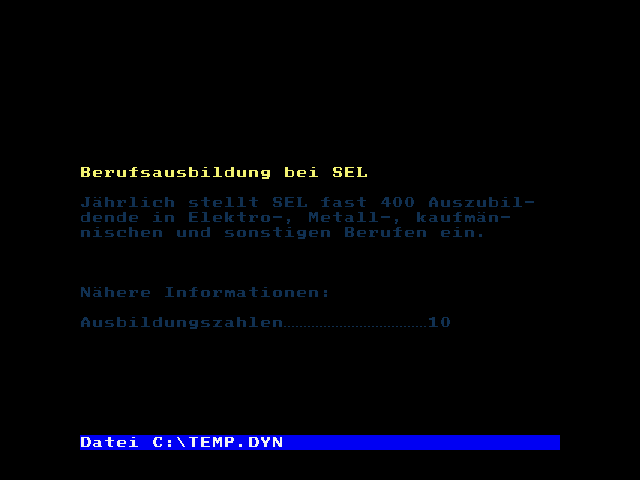 Berufsausbildung bei SEL
Jährlich stellt SEL fast 400 Auszubil-
dende in Elektro-, Metall-, kaufmän-
nischen und sonstigen Berufen ein.
Nähere Informationen:
Ausbildungszahlen....................................10
Datei C:\TEMP.DYN